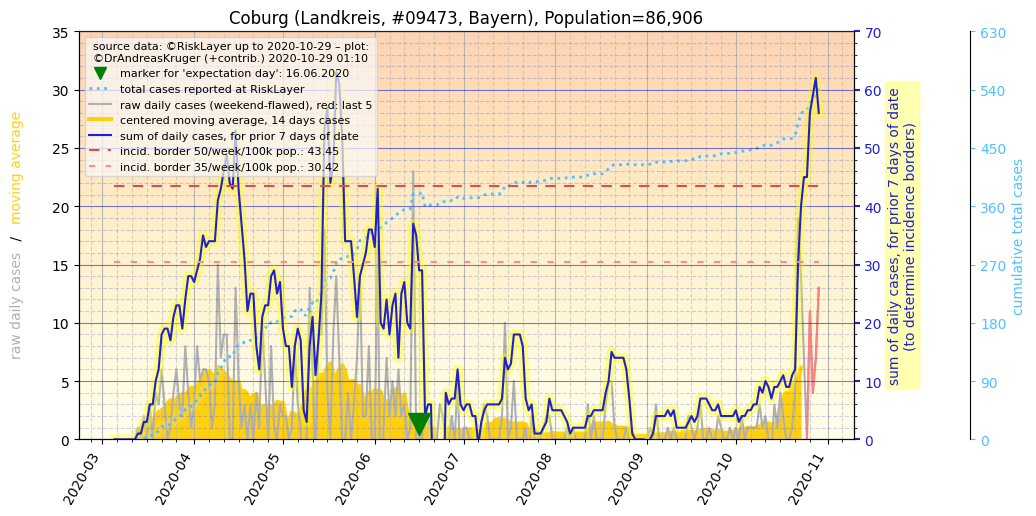 Coburg (Landkreis, #09473, Bayern), Population=86,906
source data: ©RiskLayer up to 2020-10-29 – plot:
©DrAndreasKruger (+contrib.) 2020-10-29 01:10
marker for 'expectation day': 16.06.2020
total cases reported at RiskLayer
raw daily cases (weekend-flawed), red: last 5
centered moving average, 14 days cases
sum of daily cases, for prior 7 days of date
incid. border 50/week/100k pop.: 43.45
incid. border 35/week/100k pop.: 30.42
raw daily cases / moving average
35
30
25
20
15
10
5
0
70
60
50
40
30
20
10
0
sum of daily cases, for prior 7 days of date
(to determine incidence borders)
630
540
450
360
270
180
90
0
cumulative total cases
2020-03
2020-04
2020-05
2020-06
2020-07
2020-08
2020-09
2020-10
2020-11